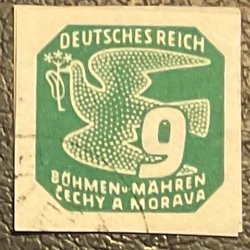 DEUTSCHES REICH
9
BÖHMEN u. MÄHREN
ČECHY A MORAVA